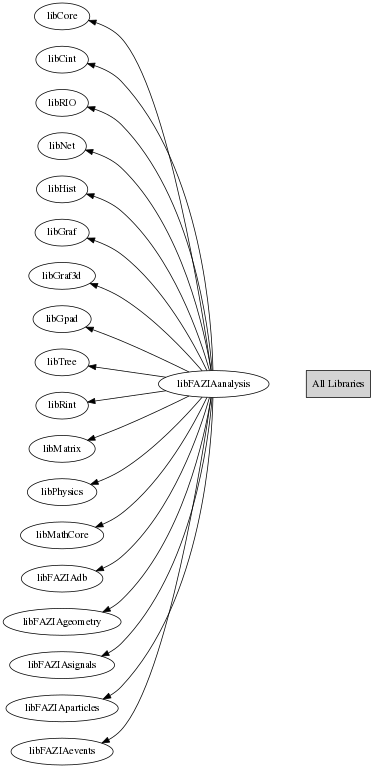 libCore
libCint
libRIO
libNet
libHist
libGraf
libGraf3d
libGpad
libTree
libFAZIAanalysis
All Libraries
libRint
libMatrix
libPhysics
libMathCore
libFAZIAdb
libFAZIAgeometry
libFAZIAsignals
libFAZIAparticles
libFAZIAevents